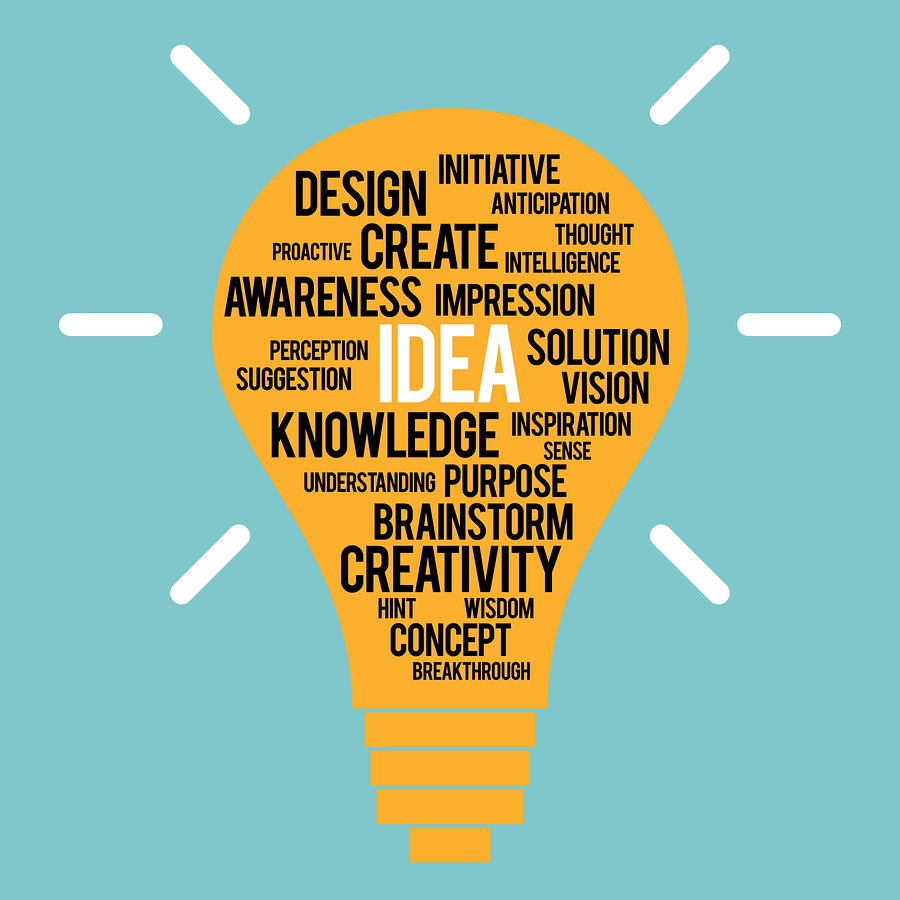 INITIATIVE
DESIGN
ANTICIPATION
THOUGHT
PROACTIVE
CREATE
INTELLIGENCE
AWARENESS
IMPRESSION
PERCEPTION
IDEA
SOLUTION
SUGGESTION
VISION
KNOWLEDGE
INSPIRATION
SENSE
UNDERSTANDING
PURPOSE
BRAINSTORM
CREATIVITY
HINT
WISDOM
CONCEPT
BREAKTHROUGH